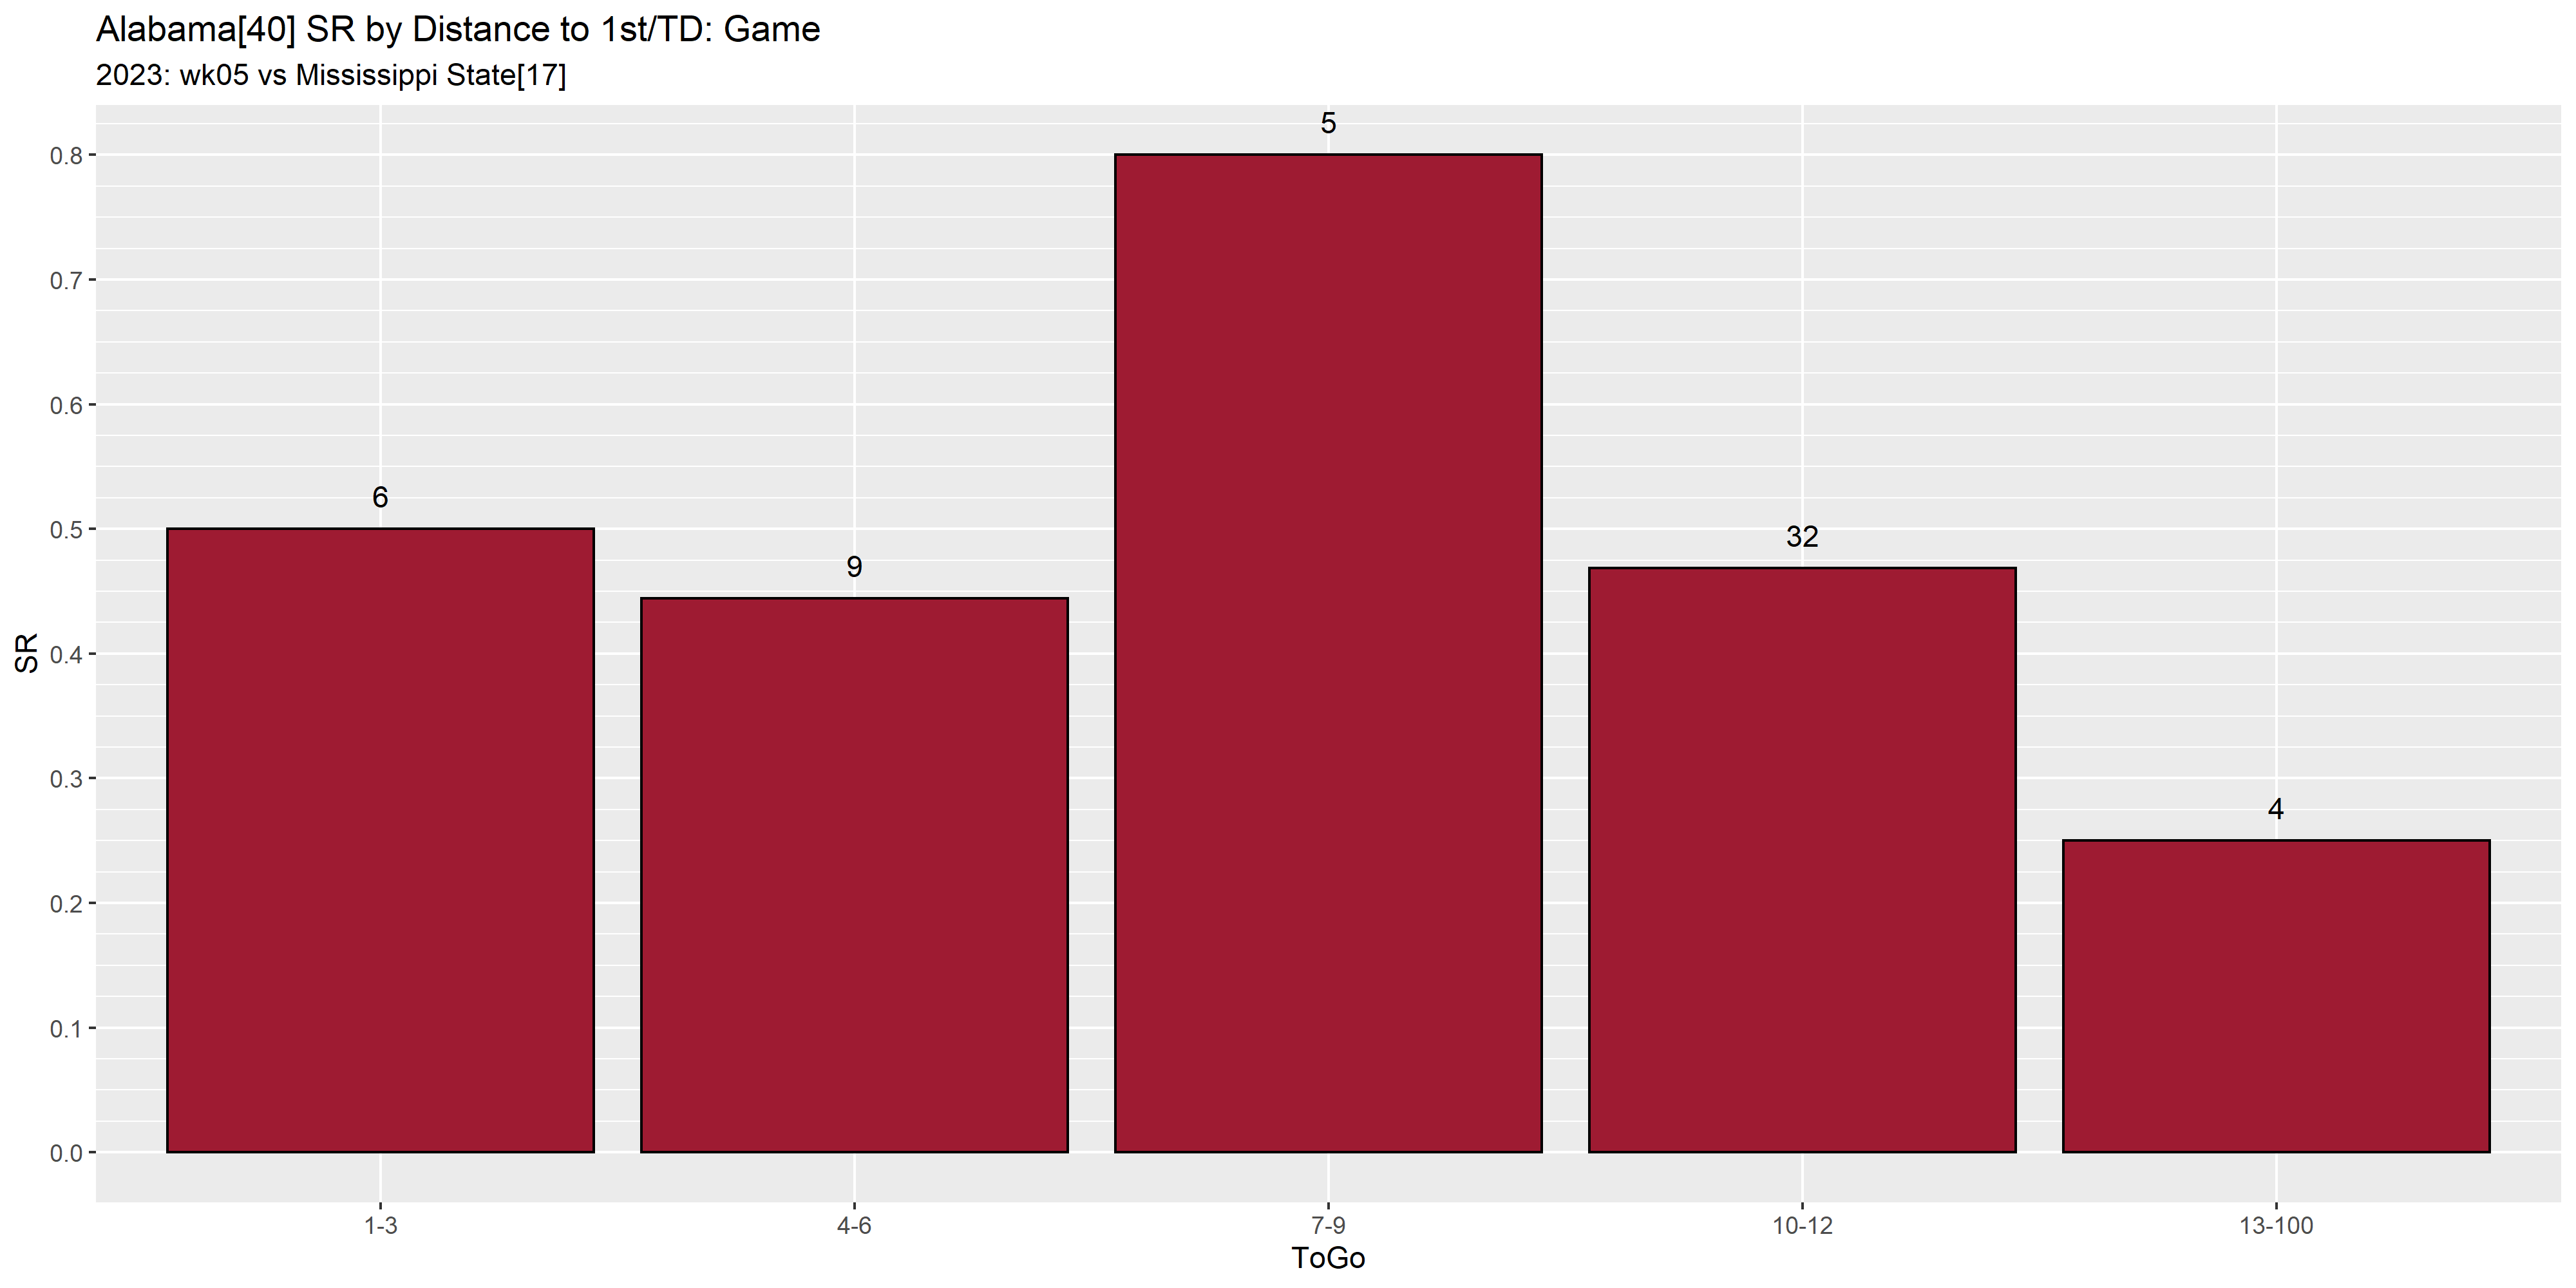 Alabama[40] SR by Distance to 1st/TD: Game
2023: wk05 vs Mississippi State[17]
5
0.8
0.7
0.6
6
0.5
32
9
SR
0.4
0.3
4
0.2
0.1
0.0
1-3 4-6 7-9 10-12 13-100
ToGo